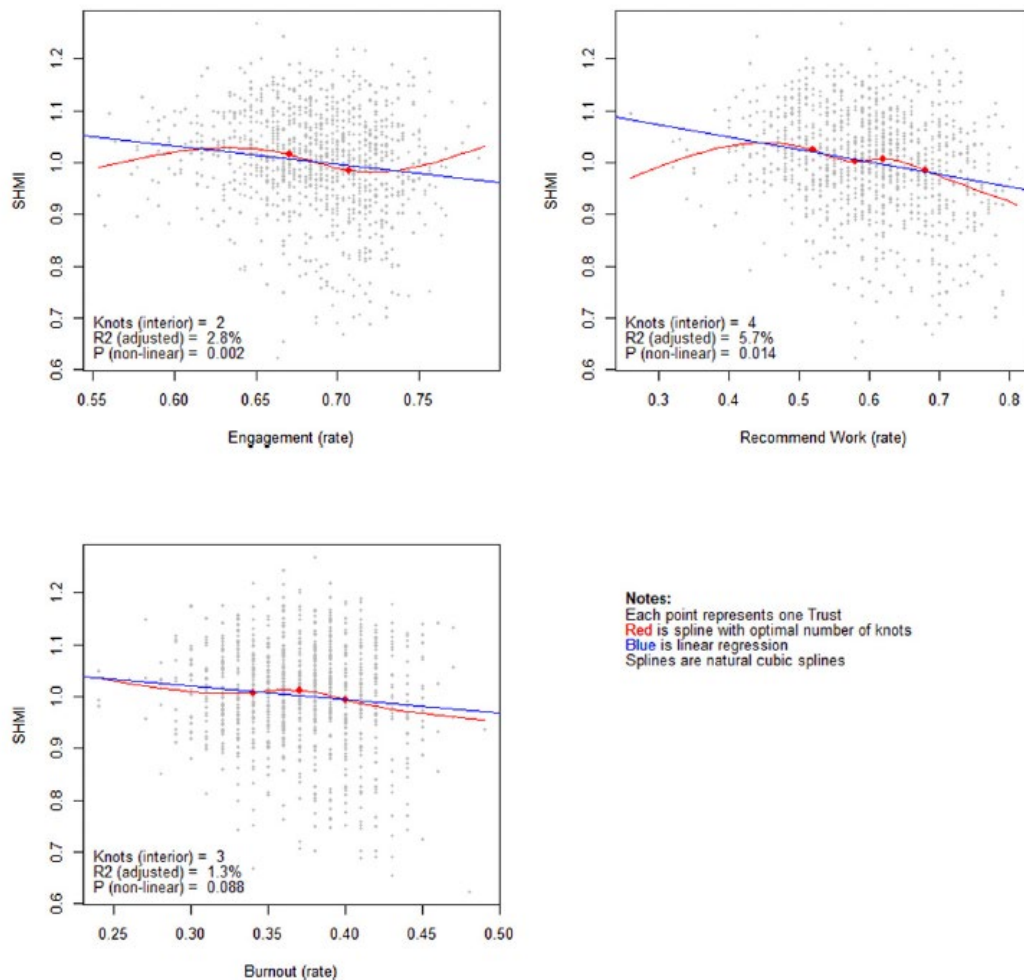 SHMI
0.6 0.7 0.8 0.9 1.0 1.1 1.2
Knots (interior) = 2
R2 (adjusted) = 2.8%
P (non-linear) = 0.002
0.55 0.60 0.65 0.70 0.75
Engagement (rate)
SHMI
0.6 0.7 0.8 0.9 1.0 1.1 1.2
Knots (interior) = 4
R2 (adjusted) = 5.7%
P (non-linear) = 0.014
0.3 0.4 0.5 0.6 0.7 0.8
Recommend Work (rate)
SHMI
0.6 0.7 0.8 0.9 1.0 1.1 1.2
Knots (interior) = 3
R2 (adjusted) = 1.3%
P (non-linear) = 0.088
0.25 0.30 0.35 0.40 0.45 0.50
Burnout (rate)
Notes:
Each point represents one Trust
Red is spline with optimal number of knots
Blue is linear regression
Splines are natural cubic splines